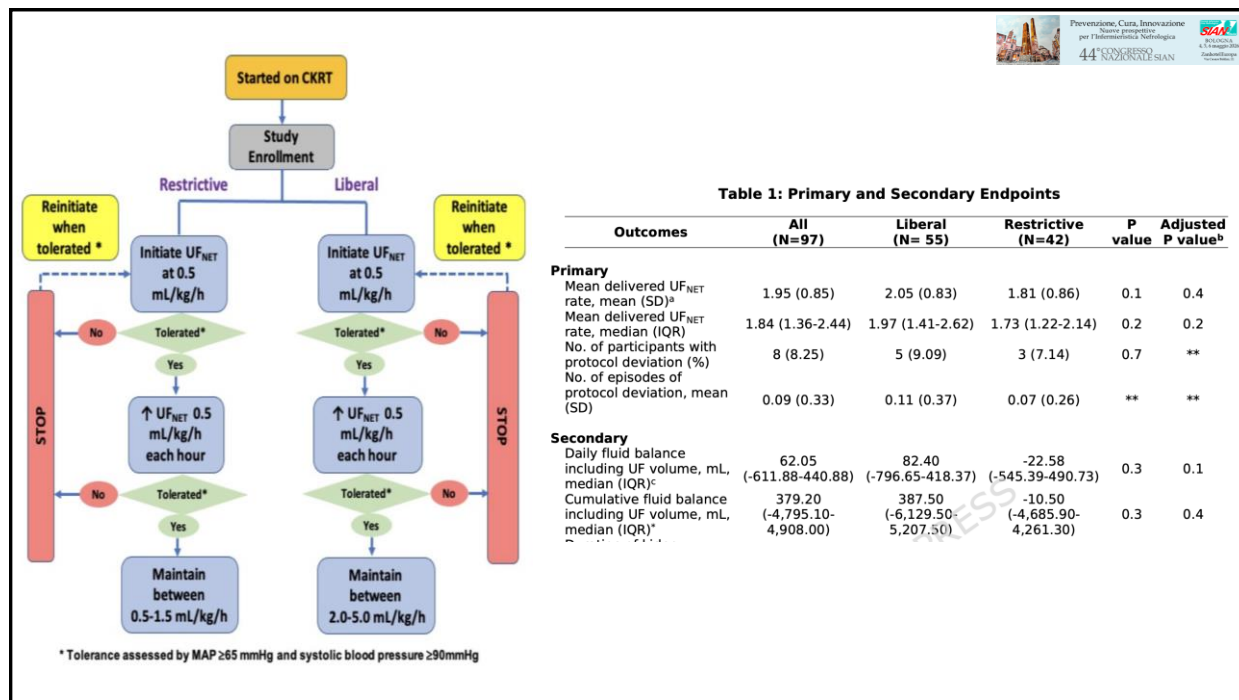 Prevenzione, Cura, Innovazione
Nuove prospettive
per l'Infermieristica Nefrologica
44° CONGRESSO
NAZIONALE SIAN
SIAN
BOLOGNA
4, 5, 6 maggio 2026
Started on CKRT
Study
Enrollment
Restrictive
Liberal
Reinitiate
when
tolerated *
Initiate UFNET
at 0.5
mL/kg/h
Initiate UFNET
at 0.5
mL/kg/h
Reinitiate
when
tolerated *
No
Tolerated*
Tolerated*
No
Yes
Yes
STOP
↑ UFNET 0.5
mL/kg/h
each hour
↑ UFNET 0.5
mL/kg/h
each hour
STOP
No
Tolerated*
Tolerated*
No
Yes
Yes
Maintain
between
0.5-1.5 mL/kg/h
Maintain
between
2.0-5.0 mL/kg/h
* Tolerance assessed by MAP ≥65 mmHg and systolic blood pressure ≥90mmHg
Table 1: Primary and Secondary Endpoints
Outcomes All (N=97) Liberal (N= 55) Restrictive (N=42) P value Adjusted P valueb
Primary
Mean delivered UFNET
rate, mean (SD)a 1.95 (0.85) 2.05 (0.83) 1.81 (0.86) 0.1 0.4
Mean delivered UFNET
rate, median (IQR) 1.84 (1.36-2.44) 1.97 (1.41-2.62) 1.73 (1.22-2.14) 0.2 0.2
No. of participants with
protocol deviation (%) 8 (8.25) 5 (9.09) 3 (7.14) 0.7 **
No. of episodes of
protocol deviation, mean 0.09 (0.33) 0.11 (0.37) 0.07 (0.26) ** **
(SD)
Secondary
Daily fluid balance 62.05 82.40 -22.58
including UF volume, mL, (-611.88-440.88) (-796.65-418.37) (-545.39-490.73) 0.3 0.1
median (IQR)c
Cumulative fluid balance 379.20 387.50 -10.50
including UF volume, mL, (-4,795.10- (-6,129.50- (-4,685.90- 0.3 0.4
median (IQR)* 4,908.00) 5,207.50) 4,261.30)
PRESS